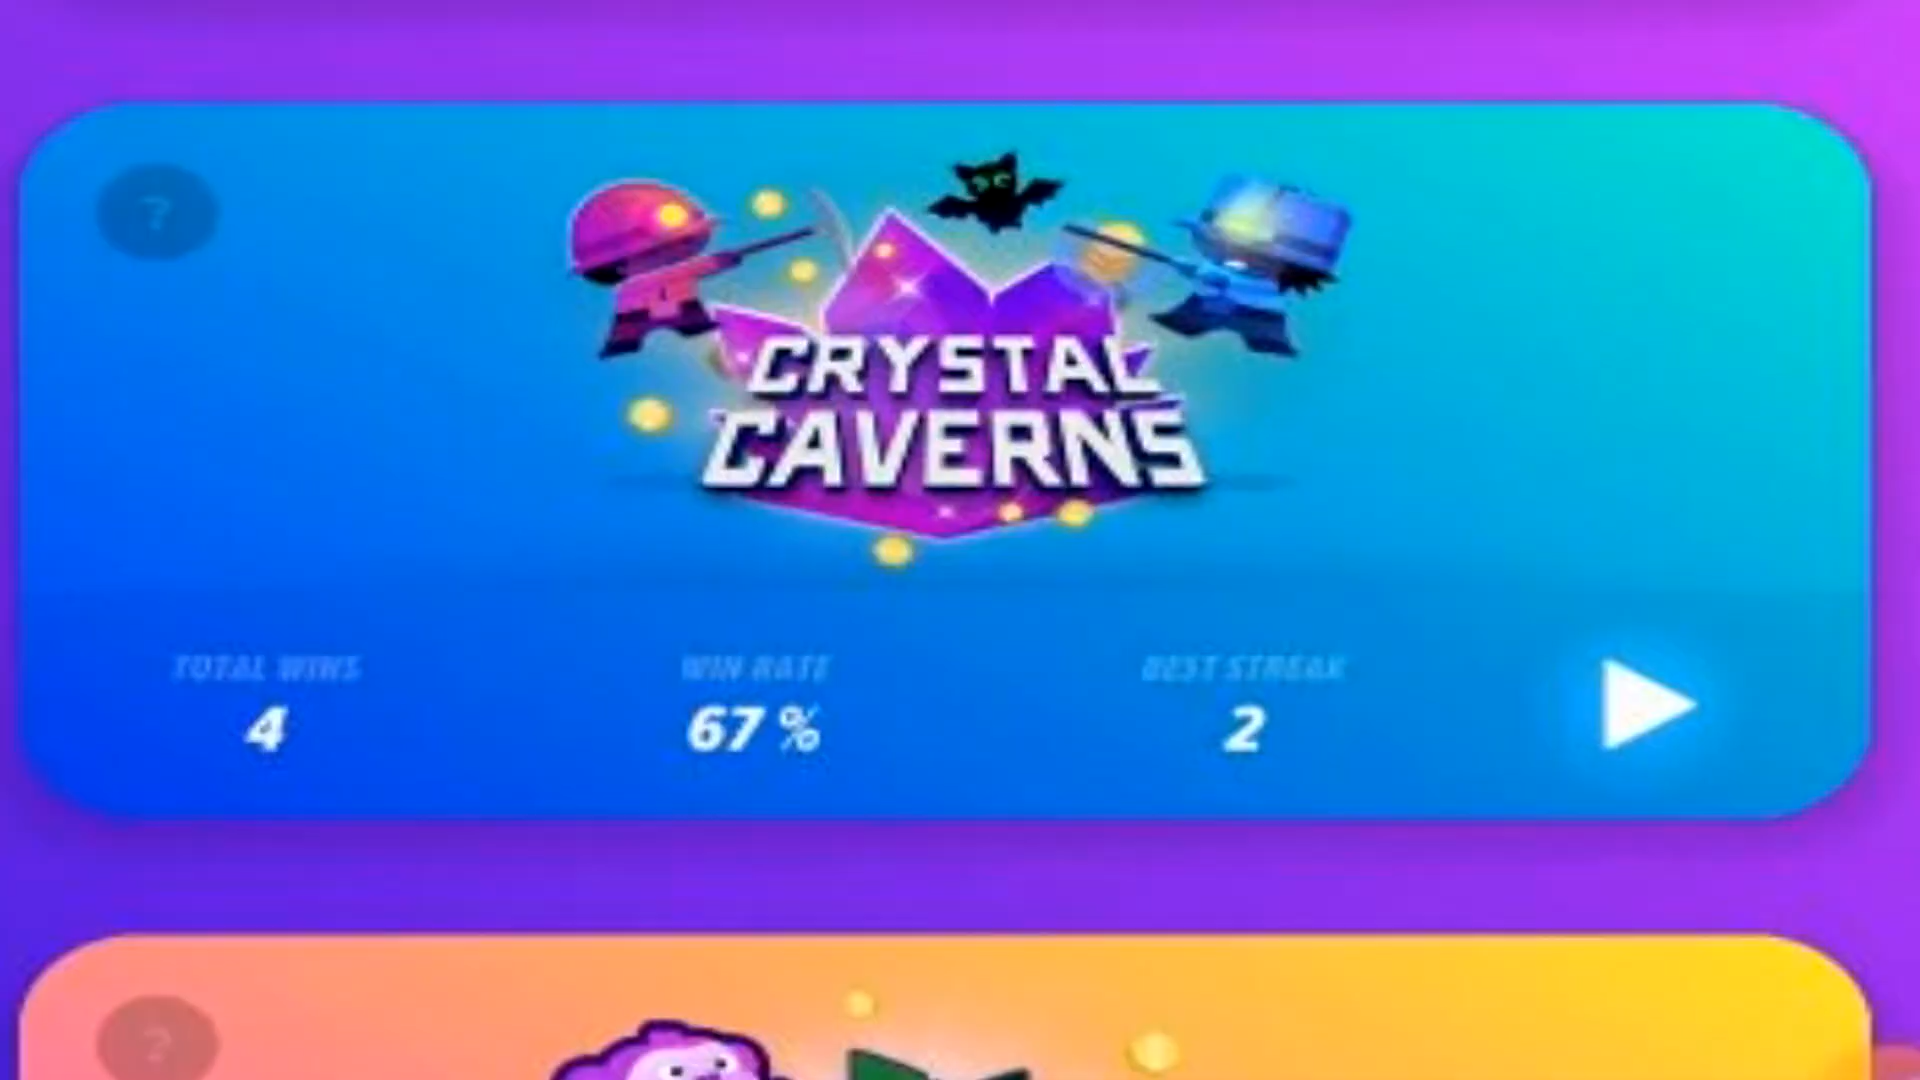 ?
CRYSTAL
CAVERNS
TOTAL WINS
WIN RATE
BEST STREAK
4
67 %
2
?